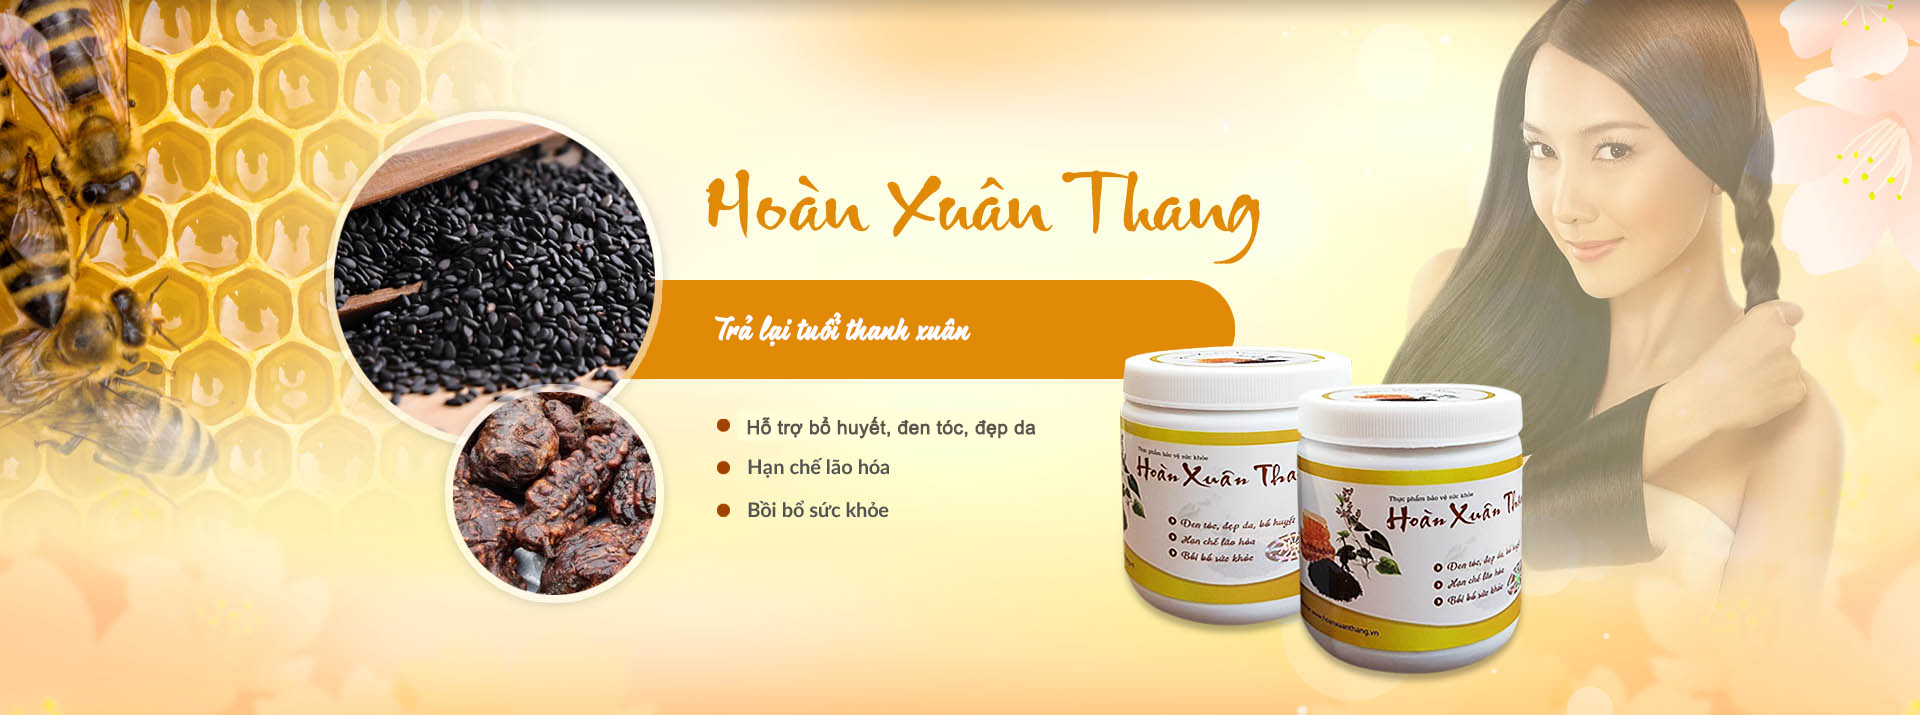 Hoàn Xuân Thang
Trả lại tuổi thanh xuân
Hỗ trợ bổ huyết, đen tóc, đẹp da
Hạn chế lão hóa
Bồi bổ sức khỏe
Thực phẩm bảo vệ sức khỏe
Hoàn Xuân Tha
Đen tóc, đẹp da, bổ huyết
Hạn chế lão hóa
Bồi bổ sức khỏe
Thực phẩm bảo vệ sức khỏe
Hoàn Xuân Tha
Đen tóc, đẹp da, bổ huyết
Hạn chế lão hóa
Bồi bổ sức khỏe
www.hoanxuanthang.vn